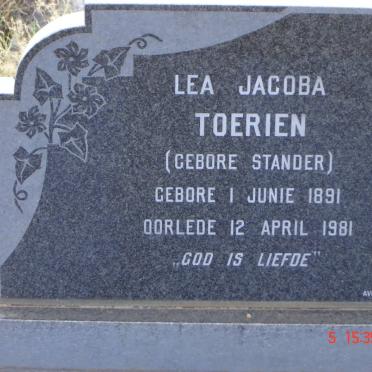 LEA JACOBA
TOERIEN
(GEBORE STANDER)
GEBORE 1 JUNIE 1891
OORLEDE 12 APRIL 1981
„GOD IS LIEFDE"